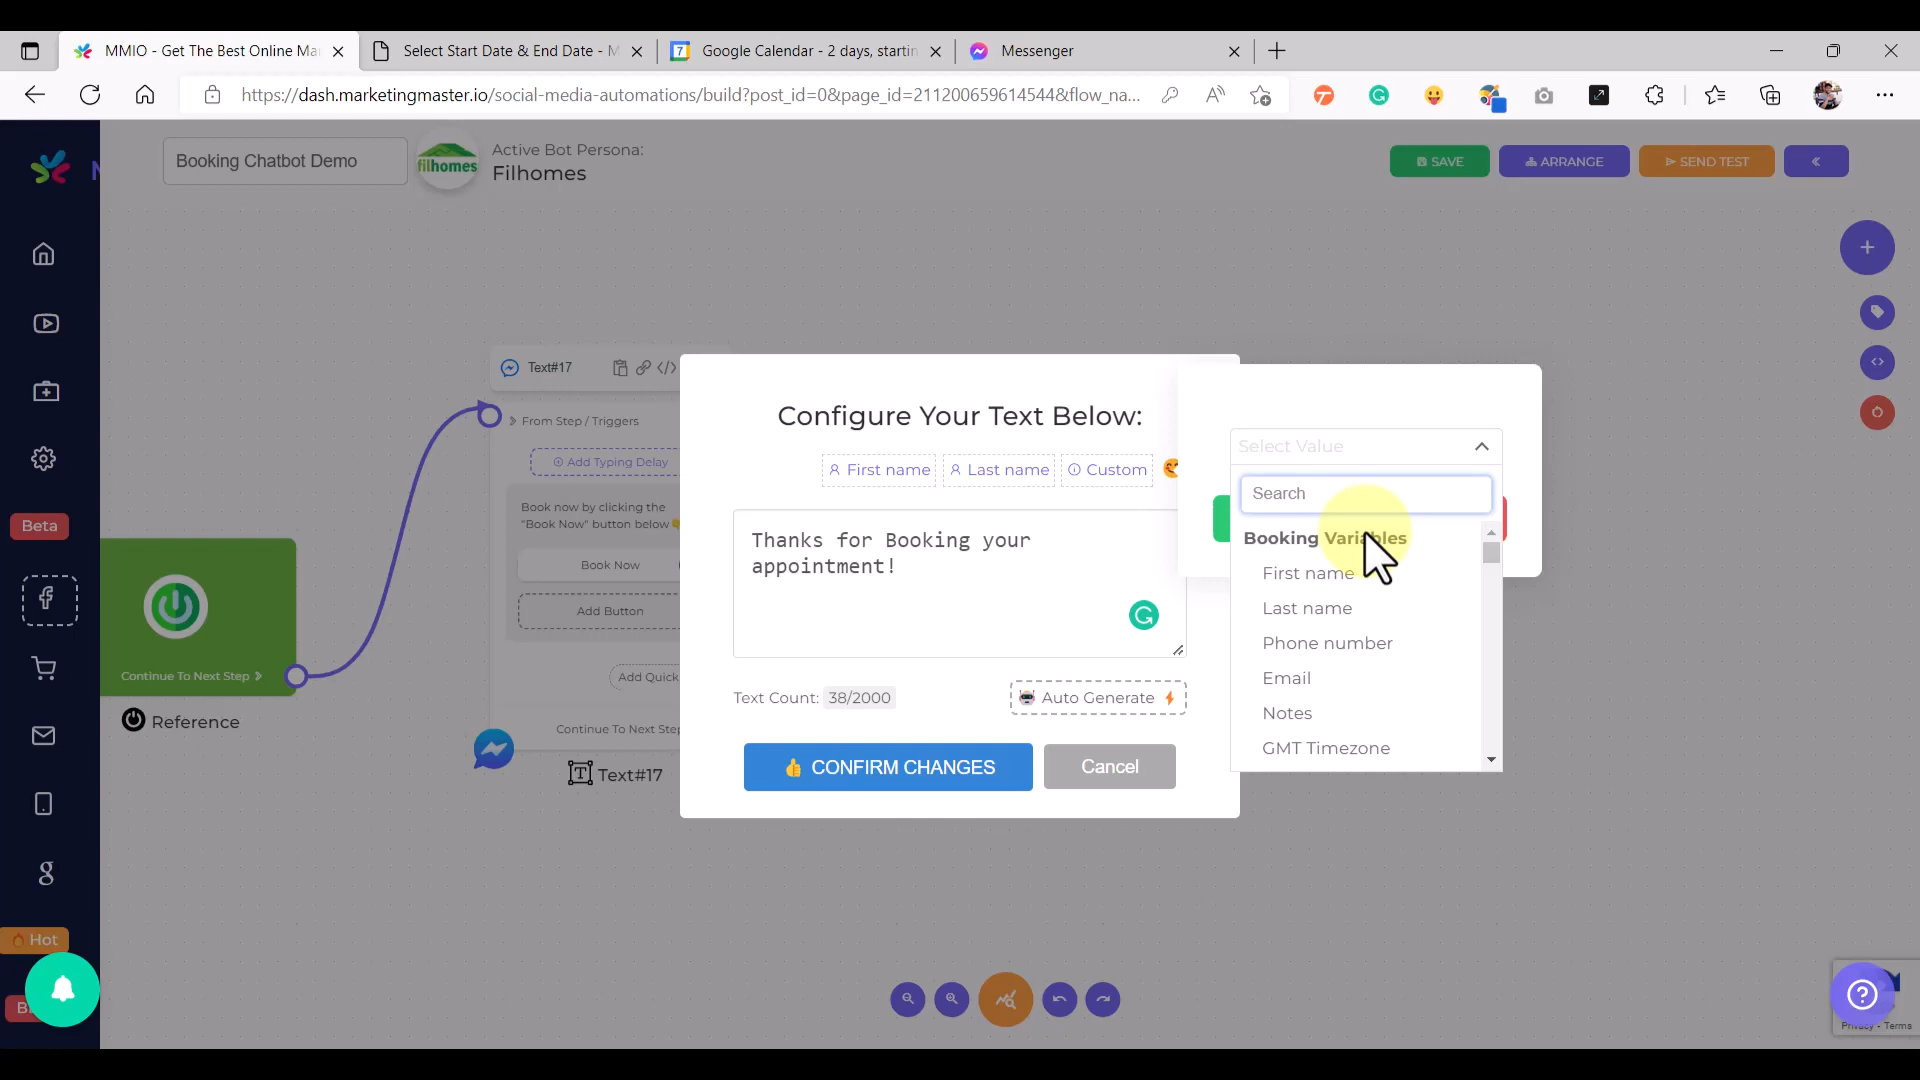 MMIO - Get The Best Online Ma
Select Start Date & End Date - M
Google Calendar - 2 days, startin
Messenger
https://dash.marketingmaster.io/social-media-automations/build?post_id=0&page_id=211200659614544&flow_na...
Booking Chatbot Demo
filhomes
Active Bot Persona:
Filhomes
SAVE
ARRANGE
SEND TEST
Text#17
From Step / Triggers
Add Typing Delay
Book now by clicking the
"Book Now" button below
Book Now
Add Button
Add Quick
Continue To Next Step
Text#17
Continue To Next Step
Reference
Beta
Hot
Configure Your Text Below:
First name
Last name
Custom
Thanks for Booking your
appointment!
Text Count: 38/2000
Auto Generate
CONFIRM CHANGES
Cancel
Select Value
Search
Booking Variables
First name
Last name
Phone number
Email
Notes
GMT Timezone
Privacy - Terms